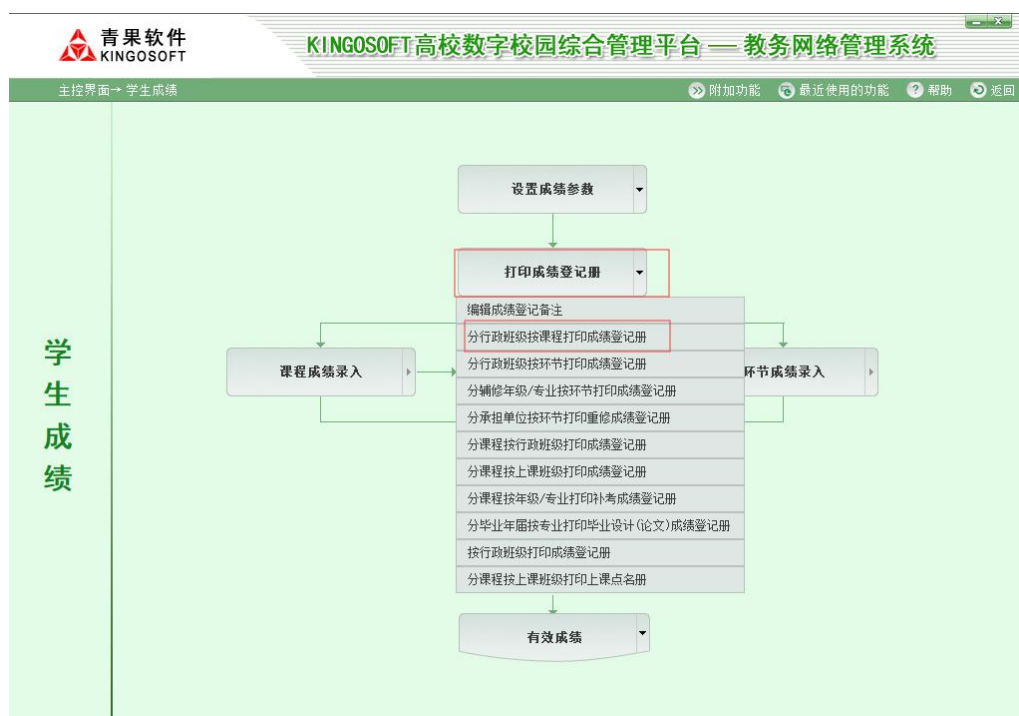 青果软件
KINGOSOFT
KINGOSOFT高校数字校园综合管理平台 — 教务网络管理系统
主控界面→ 学生成绩
附加功能
最近使用的功能
帮助
返回
设置成绩参数
打印成绩登记册
编辑成绩登记备注
分行政班级按课程打印成绩登记册
分行政班级按环节打印成绩登记册
分辅修年级/专业按环节打印成绩登记册
分承担单位按环节打印重修成绩登记册
分课程按行政班级打印成绩登记册
分课程按上课班级打印成绩登记册
分课程按年级/专业打印补考成绩登记册
分毕业年届按专业打印毕业设计(论文)成绩登记册
按行政班级打印成绩登记册
分课程按上课班级打印上课点名册
课程成绩录入
环节成绩录入
有效成绩
学生成绩